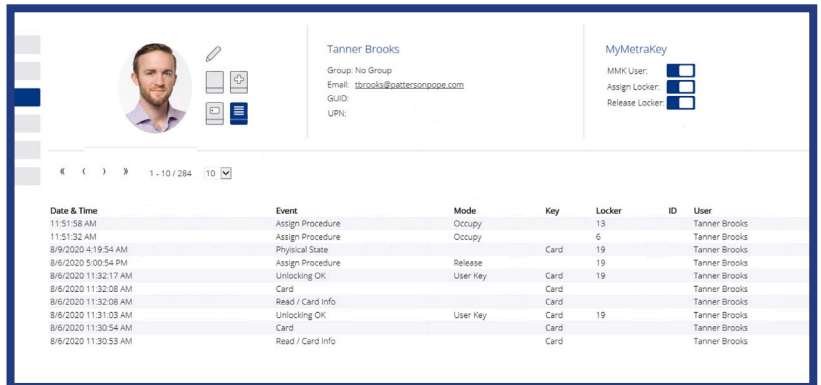 Tanner Brooks
Group: No Group
Email: tbrooks@pattersonpope.com
GUID:
UPN:
MyMetraKey
MMK User:
Assign Locker:
Release Locker:
1 - 10 / 284 10
Date & Time Event Mode Key Locker ID User
11:51:58 AM Assign Procedure Occupy 13 Tanner Brooks
11:51:32 AM Assign Procedure Occupy 6 Tanner Brooks
8/9/2020 4:19:54 AM Phyisical State Card 19 Tanner Brooks
8/6/2020 5:00:54 PM Assign Procedure Release 19 Tanner Brooks
8/6/2020 11:32:17 AM Unlocking OK User Key Card 19 Tanner Brooks
8/6/2020 11:32:08 AM Card Card Tanner Brooks
8/6/2020 11:32:08 AM Read / Card Info Card Tanner Brooks
8/6/2020 11:31:03 AM Unlocking OK User Key Card 19 Tanner Brooks
8/6/2020 11:30:54 AM Card Card Tanner Brooks
8/6/2020 11:30:53 AM Read / Card Info Card Tanner Brooks